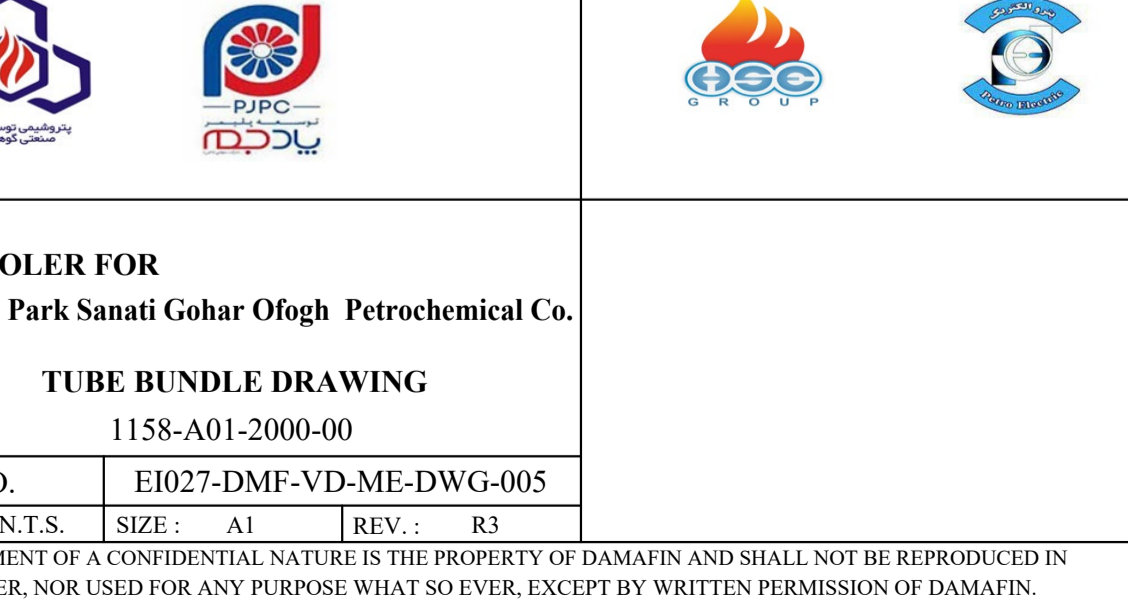 پترو الکتریک
HSC
GROUP
Petro Electric
PJPC
توسعه پلیمر
پادجم
پتروشیمی توس
صنعتی گوه
OLER FOR
Park Sanati Gohar Ofogh Petrochemical Co.
TUBE BUNDLE DRAWING
1158-A01-2000-00
O. EI027-DMF-VD-ME-DWG-005
N.T.S. SIZE : A1 REV. : R3
MENT OF A CONFIDENTIAL NATURE IS THE PROPERTY OF DAMAFIN AND SHALL NOT BE REPRODUCED IN
ER, NOR USED FOR ANY PURPOSE WHAT SO EVER, EXCEPT BY WRITTEN PERMISSION OF DAMAFIN.